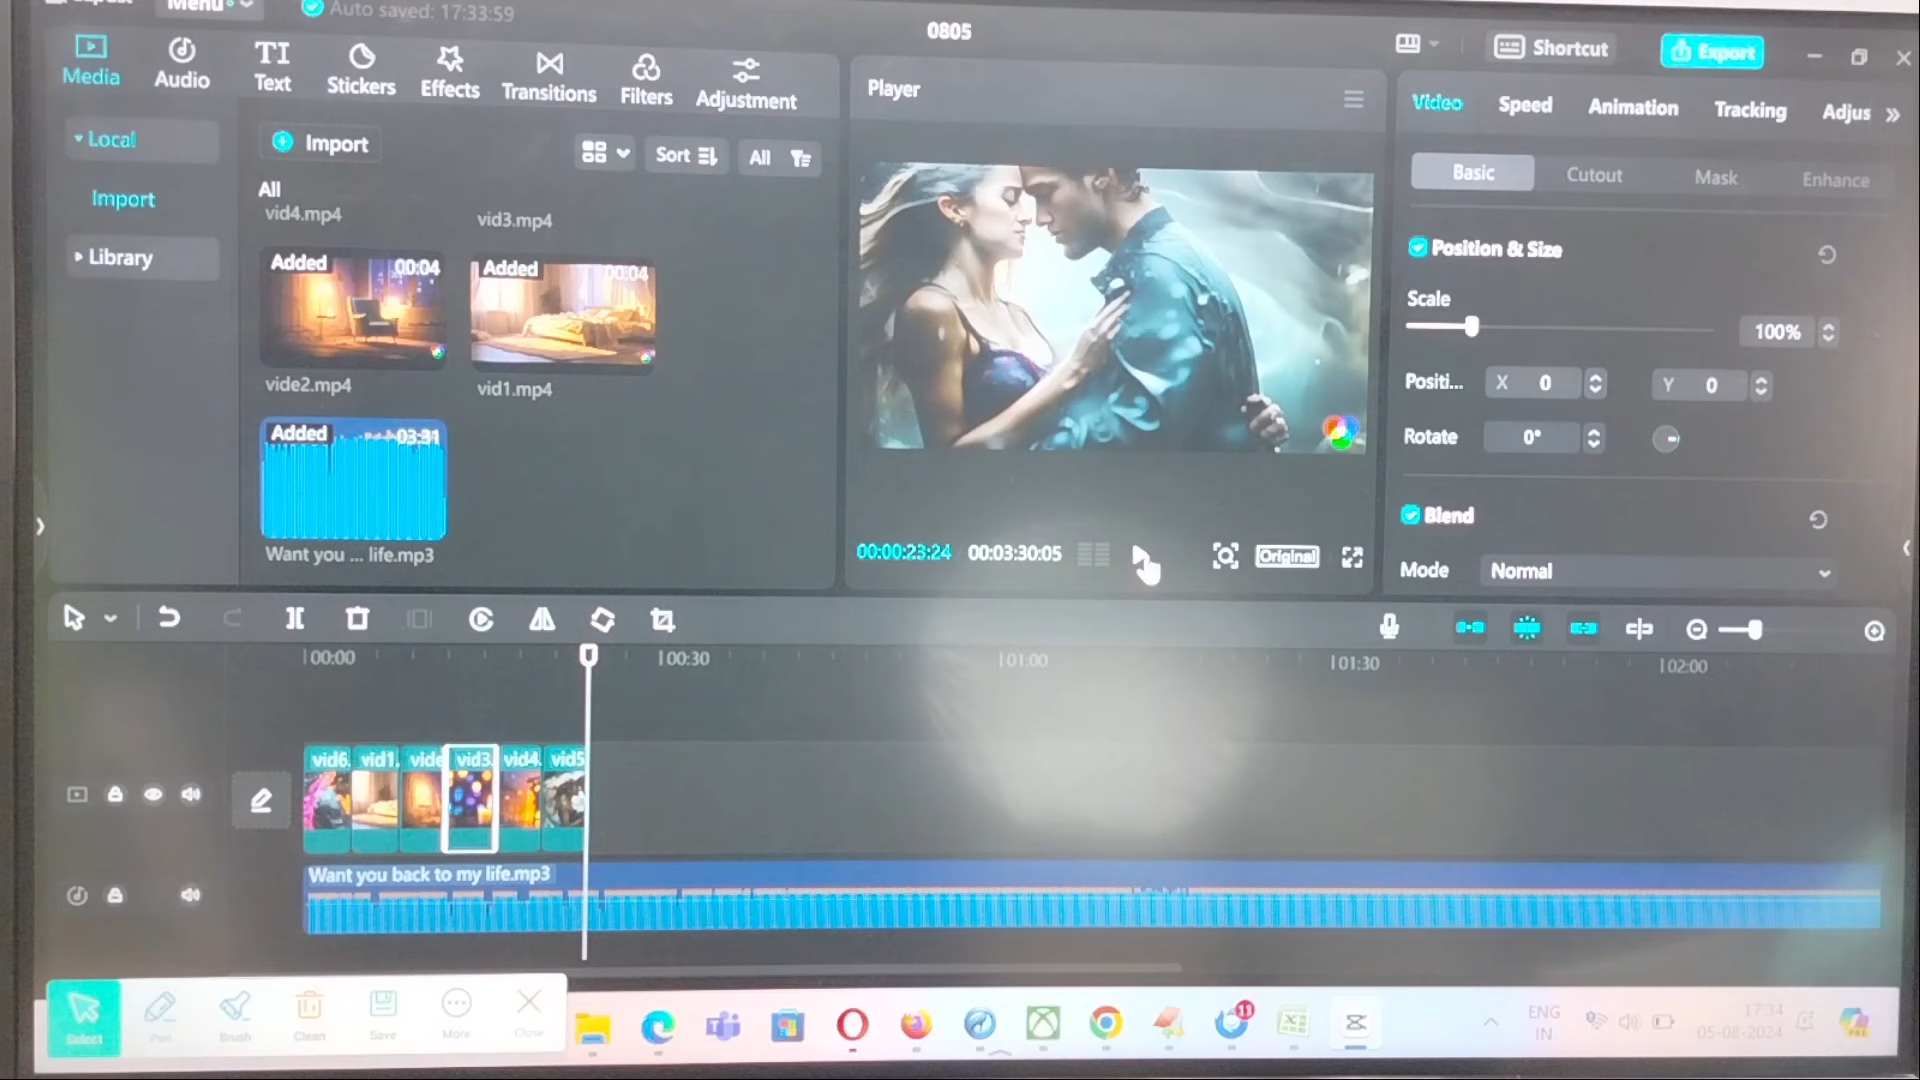 Menu
Auto saved: 17:33:59
0805
Shortcut
Export
Media
Audio
TI
Text
Stickers
Effects
Transitions
Filters
Adjustment
Player
Video
Speed
Animation
Tracking
Adjus
Local
Import
Sort
All
Basic
Cutout
Mask
Enhance
Import
All
vid4.mp4
vid3.mp4
Library
Added
00:04
Added
00:04
vide2.mp4
vid1.mp4
Added
03:31
Want you ... life.mp3
Position & Size
Scale
100%
Positi...
X 0
Y 0
Rotate
0°
Blend
Mode
Normal
00:00:23:24
00:03:30:05
Original
00:00
00:30
01:00
01:30
02:00
vid6.
vid1.
vide
vid3.
vid4.
vid5
Want you back to my life.mp3
Select
Pen
Brush
Clean
Save
More
Close
11
ENG
IN
17:34
05-08-2024
PRE